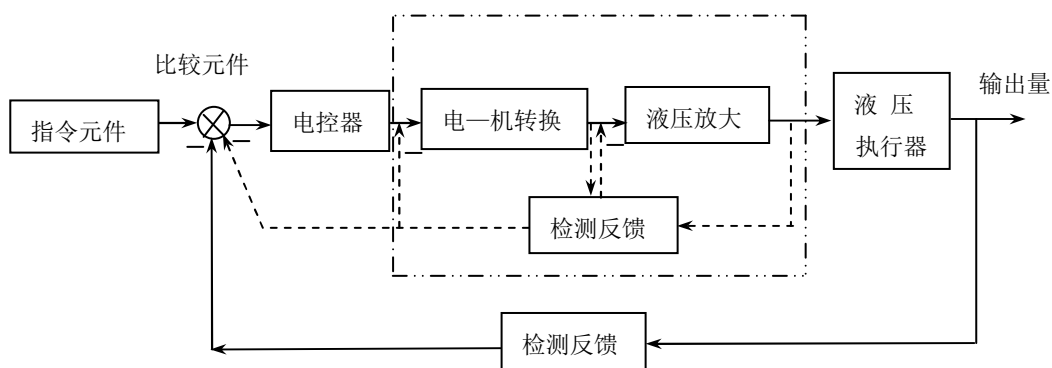 比较元件
输出量
指令元件
电控器
电—机转换
液压放大
液 压
执行器
检测反馈
检测反馈